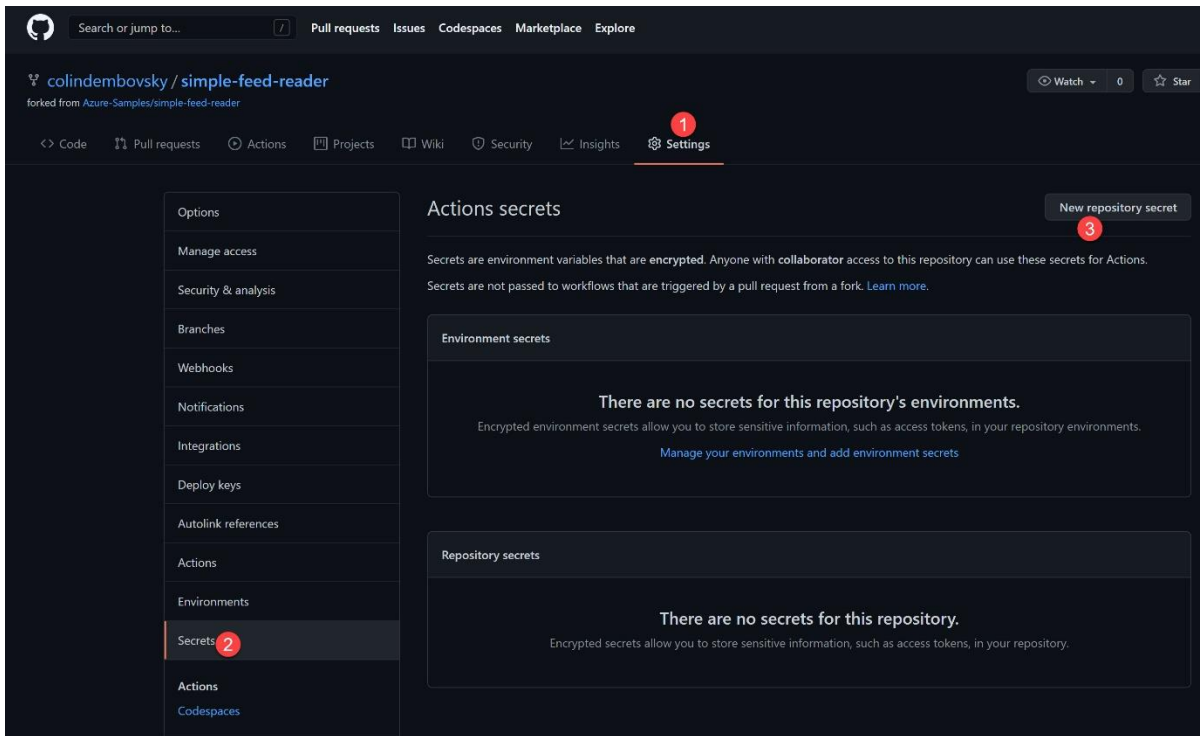 Search or jump to... /
Pull requests Issues Codespaces Marketplace Explore
colindembovsky / simple-feed-reader
forked from Azure-Samples/simple-feed-reader
Watch 0 Star
<> Code Pull requests Actions Projects Wiki Security Insights Settings
1
Options
Manage access
Security & analysis
Branches
Webhooks
Notifications
Integrations
Deploy keys
Autolink references
Actions
Environments
Secrets 2
Actions
Codespaces
Actions secrets
New repository secret
3
Secrets are environment variables that are encrypted. Anyone with collaborator access to this repository can use these secrets for Actions.
Secrets are not passed to workflows that are triggered by a pull request from a fork. Learn more.
Environment secrets
There are no secrets for this repository's environments.
Encrypted environment secrets allow you to store sensitive information, such as access tokens, in your repository environments.
Manage your environments and add environment secrets
Repository secrets
There are no secrets for this repository.
Encrypted secrets allow you to store sensitive information, such as access tokens, in your repository.